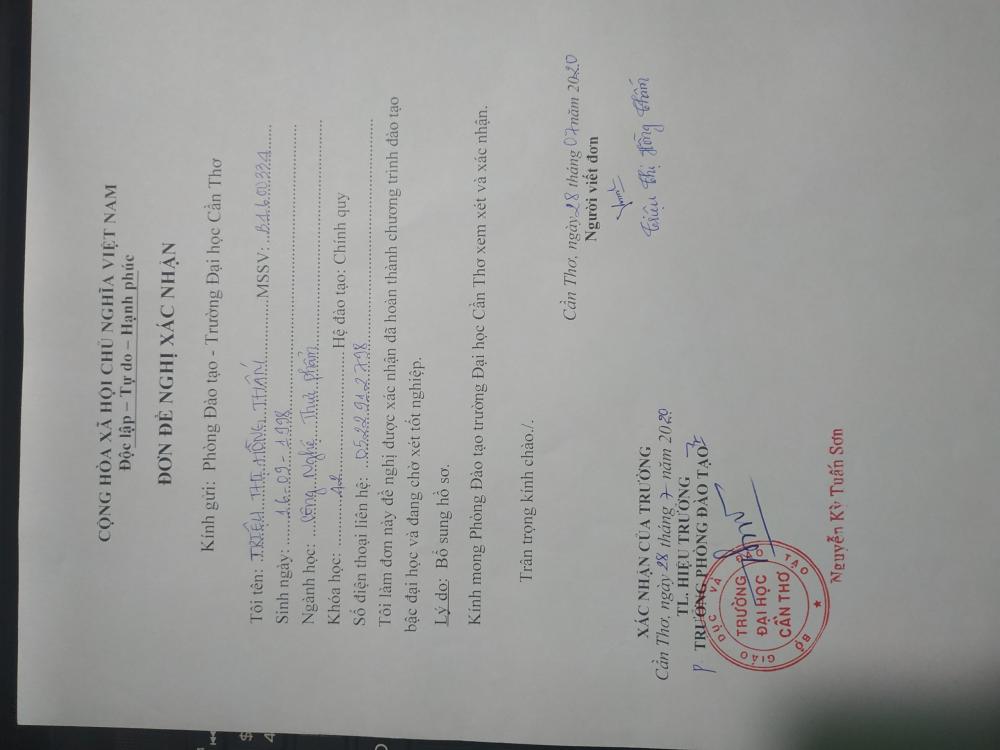 CỘNG HÒA XÃ HỘI CHỦ NGHĨA VIỆT NAM
Độc lập – Tự do – Hạnh phúc
ĐƠN ĐỀ NGHỊ XÁC NHẬN
Kính gửi: Phòng Đào tạo - Trường Đại học Cần Thơ
Tôi tên: TRIỆU THỊ HỒNG THẮM MSSV: B1600334
Sinh ngày: 16-09-1998
Ngành học: Công Nghệ Thực phẩm
Khóa học: 42 Hệ đào tạo: Chính quy
Số điện thoại liên hệ: 0522912798
Tôi làm đơn này đề nghị được xác nhận đã hoàn thành chương trình đào tạo
bậc đại học và đang chờ xét tốt nghiệp.
Lý do: Bổ sung hồ sơ.
Kính mong Phòng Đào tạo trường Đại học Cần Thơ xem xét và xác nhận.
Trân trọng kính chào./.
Cần Thơ, ngày 28 tháng 07 năm 2020
Người viết đơn
Triệu Thị Hồng Thắm
XÁC NHẬN CỦA TRƯỜNG
Cần Thơ, ngày 28 tháng 7 năm 2020
TL. HIỆU TRƯỞNG
P. TRƯỞNG PHÒNG ĐÀO TẠO
BỘ GIÁO DỤC VÀ ĐÀO TẠO
TRƯỜNG
ĐẠI HỌC
CẦN THƠ
Nguyễn Kỳ Tuấn Sơn
$
4